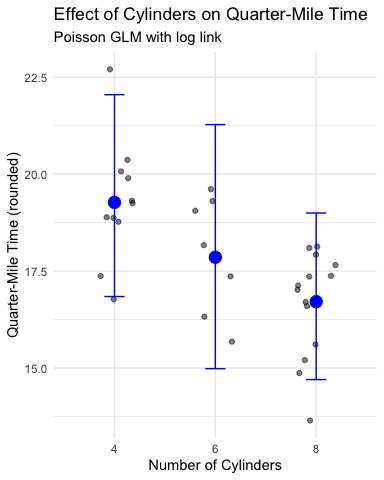 Effect of Cylinders on Quarter-Mile Time
Poisson GLM with log link
Quarter-Mile Time (rounded)
22.5
20.0
17.5
15.0
4
6
8
Number of Cylinders